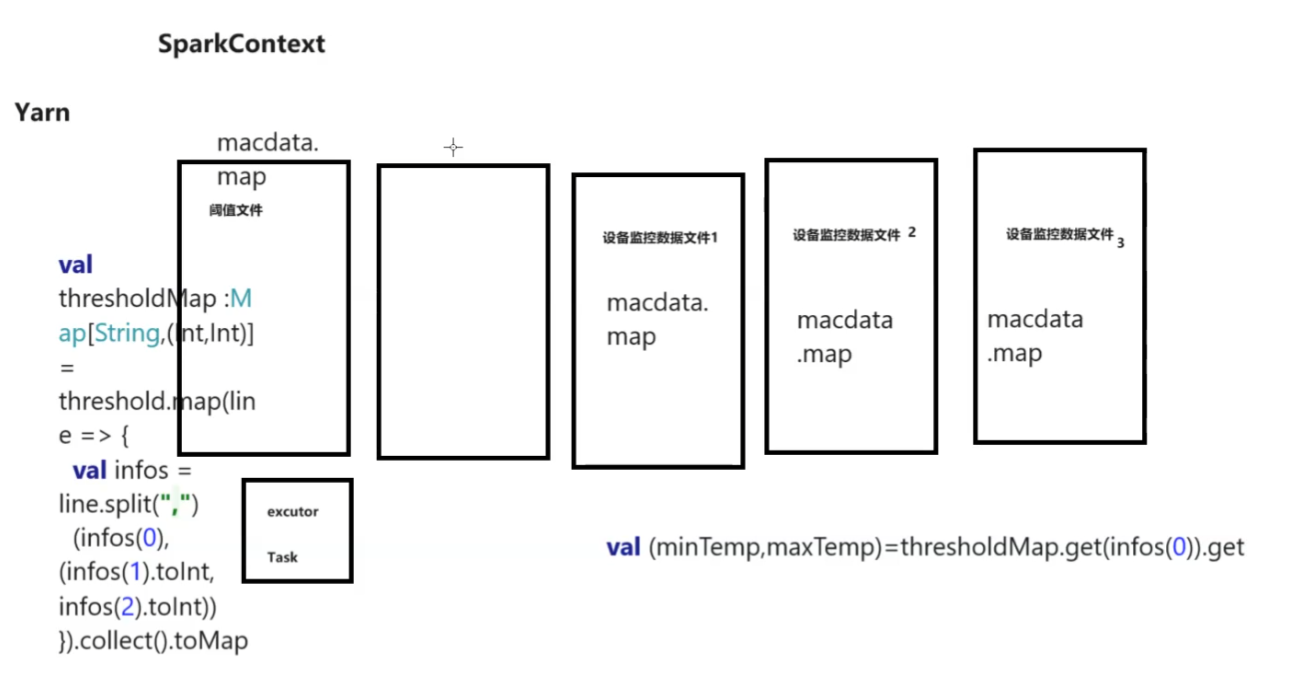 SparkContext
Yarn
macdata.
map
阈值文件
val
thresholdMap :M
ap[String,(Int,Int)]
=
threshold.map(lin
e => {
val infos =
line.split(",")
(infos(0),
(infos(1).toInt,
infos(2).toInt))
}).collect().toMap
excutor
Task
设备监控数据文件1
macdata.
map
设备监控数据文件 2
macdata
.map
设备监控数据文件 3
macdata
.map
val (minTemp,maxTemp)=thresholdMap.get(infos(0)).get